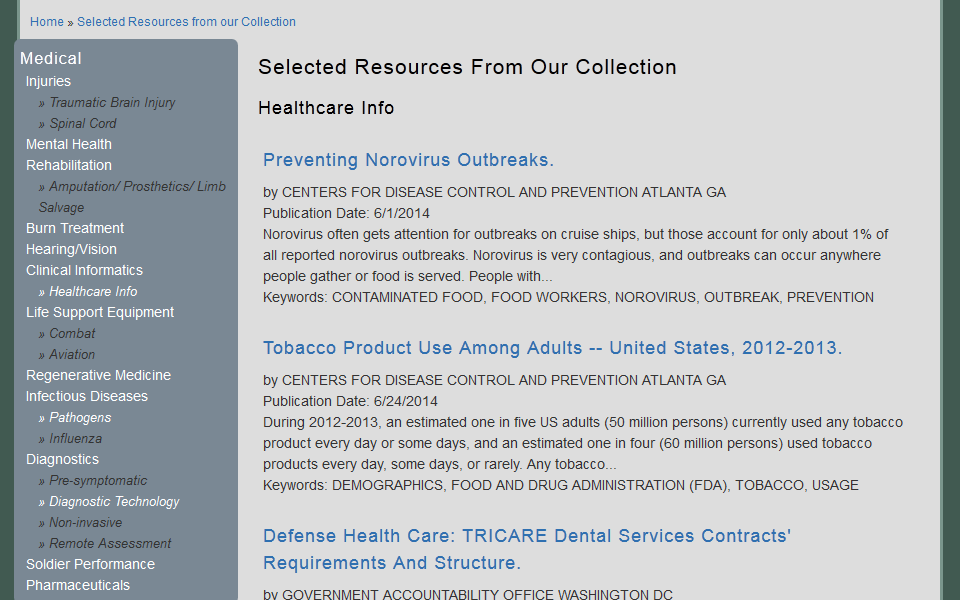 Home » Selected Resources from our Collection
Medical
Injuries
» Traumatic Brain Injury
» Spinal Cord
Mental Health
Rehabilitation
» Amputation/ Prosthetics/ Limb
Salvage
Burn Treatment
Hearing/Vision
Clinical Informatics
» Healthcare Info
Life Support Equipment
» Combat
» Aviation
Regenerative Medicine
Infectious Diseases
» Pathogens
» Influenza
Diagnostics
» Pre-symptomatic
» Diagnostic Technology
» Non-invasive
» Remote Assessment
Soldier Performance
Pharmaceuticals
Selected Resources From Our Collection
Healthcare Info
Preventing Norovirus Outbreaks.
by CENTERS FOR DISEASE CONTROL AND PREVENTION ATLANTA GA
Publication Date: 6/1/2014
Norovirus often gets attention for outbreaks on cruise ships, but those account for only about 1% of
all reported norovirus outbreaks. Norovirus is very contagious, and outbreaks can occur anywhere
people gather or food is served. People with...
Keywords: CONTAMINATED FOOD, FOOD WORKERS, NOROVIRUS, OUTBREAK, PREVENTION
Tobacco Product Use Among Adults -- United States, 2012-2013.
by CENTERS FOR DISEASE CONTROL AND PREVENTION ATLANTA GA
Publication Date: 6/24/2014
During 2012-2013, an estimated one in five US adults (50 million persons) currently used any tobacco
product every day or some days, and an estimated one in four (60 million persons) used tobacco
products every day, some days, or rarely. Any tobacco...
Keywords: DEMOGRAPHICS, FOOD AND DRUG ADMINISTRATION (FDA), TOBACCO, USAGE
Defense Health Care: TRICARE Dental Services Contracts'
Requirements And Structure.
by GOVERNMENT ACCOUNTABILITY OFFICE WASHINGTON DC